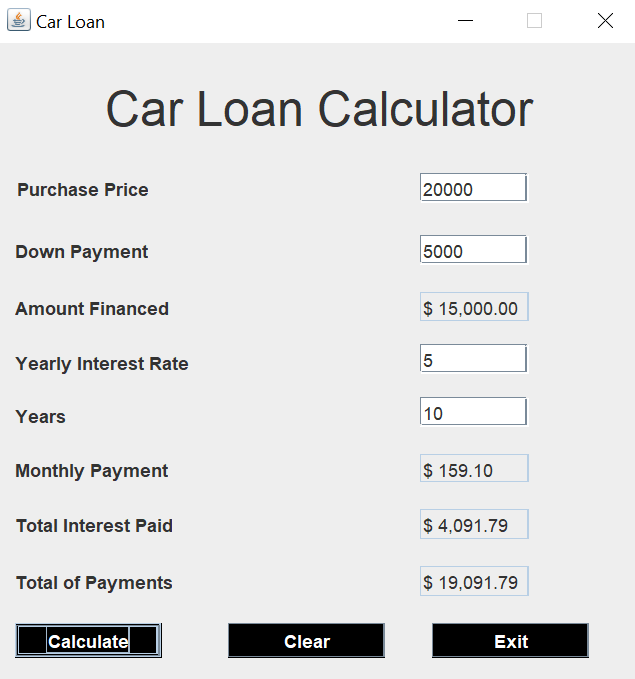 Car Loan
Car Loan Calculator
Purchase Price 20000
Down Payment 5000
Amount Financed $ 15,000.00
Yearly Interest Rate 5
Years 10
Monthly Payment $ 159.10
Total Interest Paid $ 4,091.79
Total of Payments $ 19,091.79
Calculate Clear Exit